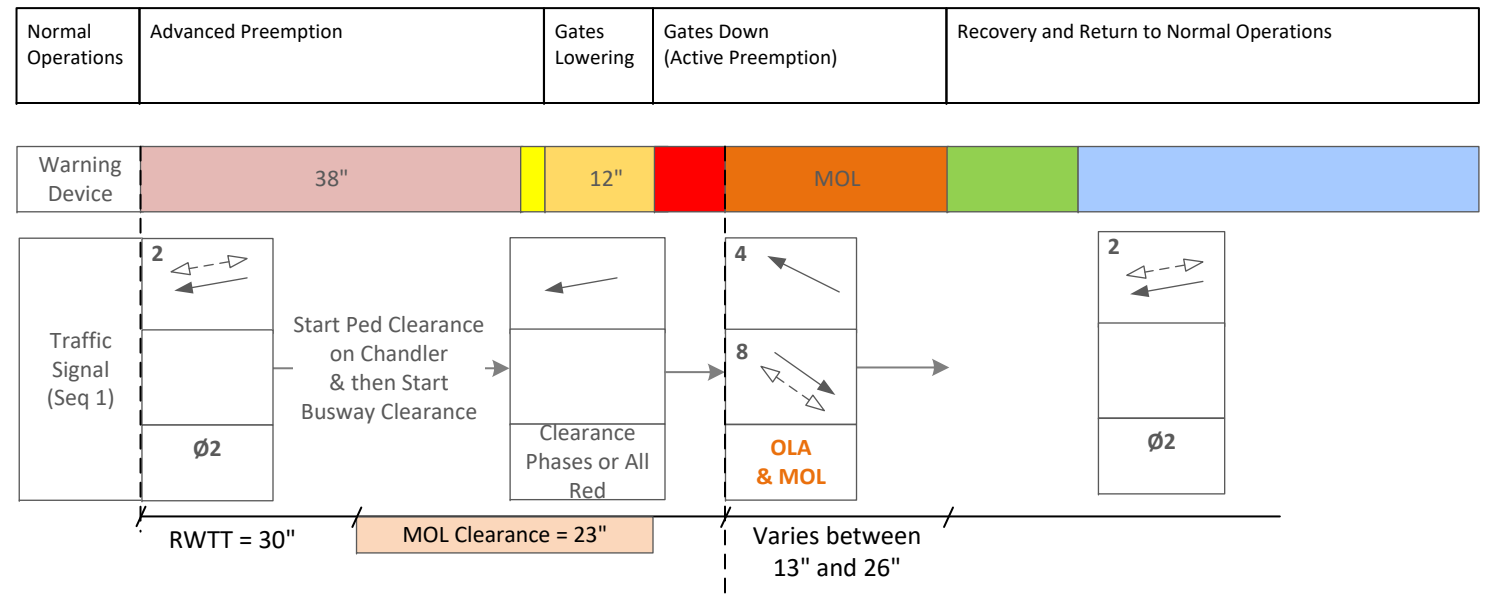 Normal
Operations
Advanced Preemption
Gates
Lowering
Gates Down
(Active Preemption)
Recovery and Return to Normal Operations
Warning
Device
38"
12"
MOL
Traffic
Signal
(Seq 1)
2
Ø2
Start Ped Clearance
on Chandler
& then Start
Busway Clearance
Clearance
Phases or All
Red
4
8
OLA
& MOL
2
Ø2
RWTT = 30"
MOL Clearance = 23"
Varies between
13" and 26"